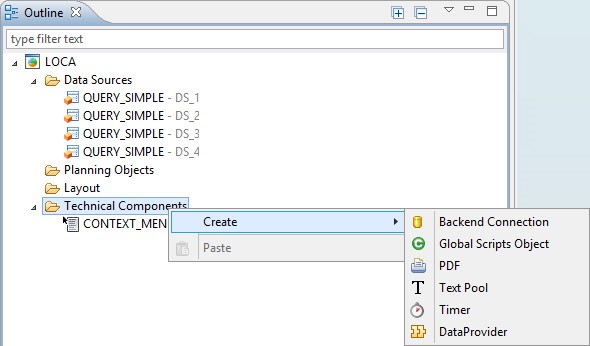 Outline
type filter text
LOCA
Data Sources
QUERY_SIMPLE - DS_1
QUERY_SIMPLE - DS_2
QUERY_SIMPLE - DS_3
QUERY_SIMPLE - DS_4
Planning Objects
Layout
Technical Components
CONTEXT_MEN
Create
Paste
Backend Connection
Global Scripts Object
PDF
Text Pool
Timer
DataProvider